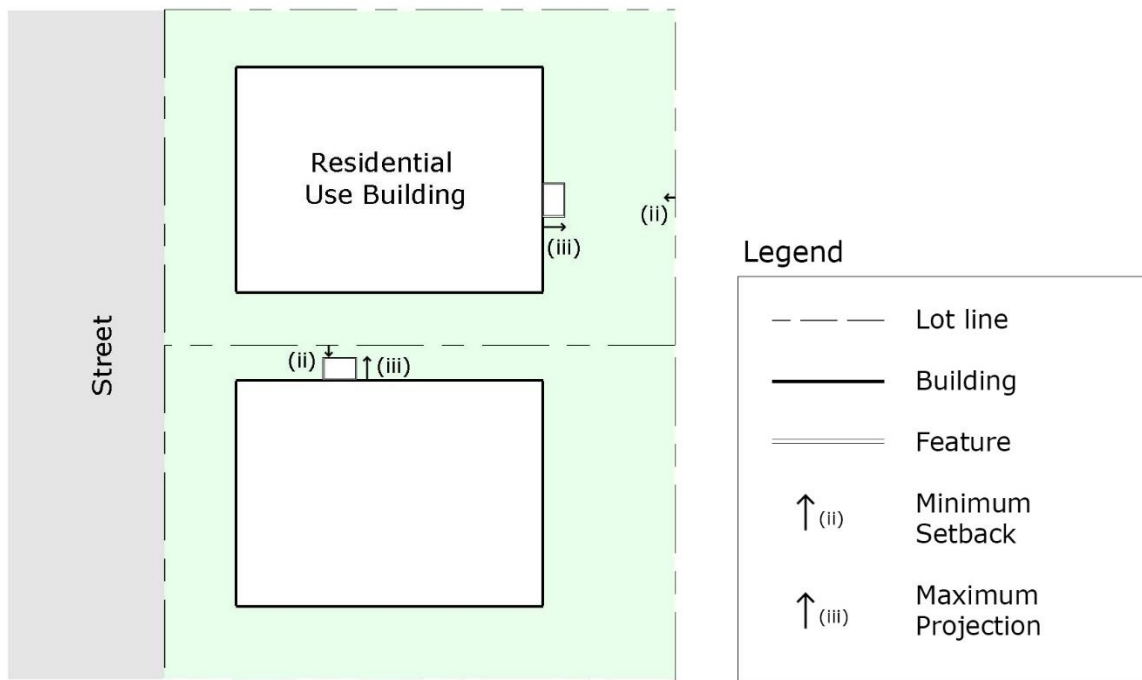 Residential
Use Building
(ii)
(iii)
Street
(ii)
(iii)
Legend
Lot line
Building
Feature
(ii)
Minimum
Setback
(iii)
Maximum
Projection